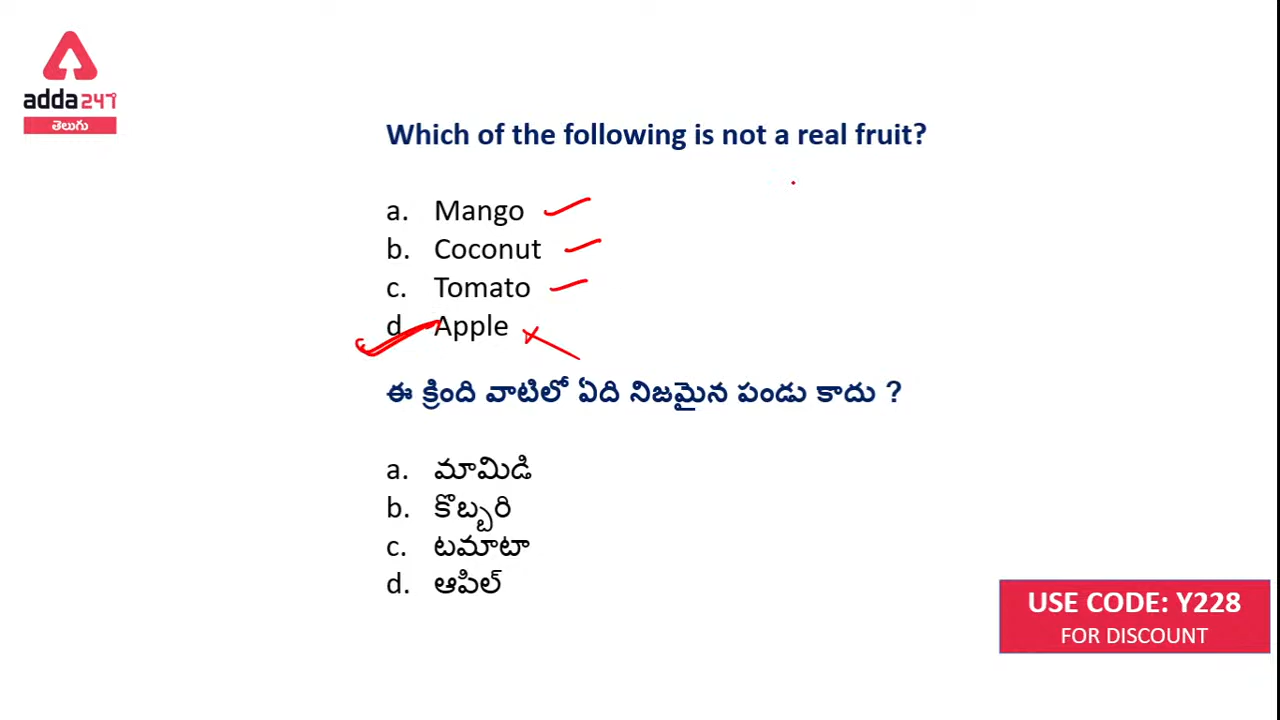 adda247
తెలుగు
Which of the following is not a real fruit?
a. Mango
b. Coconut
c. Tomato
d. Apple
ఈ క్రింది వాటిలో ఏది నిజమైన పండు కాదు ?
a. మామిడి
b. కొబ్బరి
c. టమాటా
d. ఆపిల్
USE CODE: Y228
FOR DISCOUNT